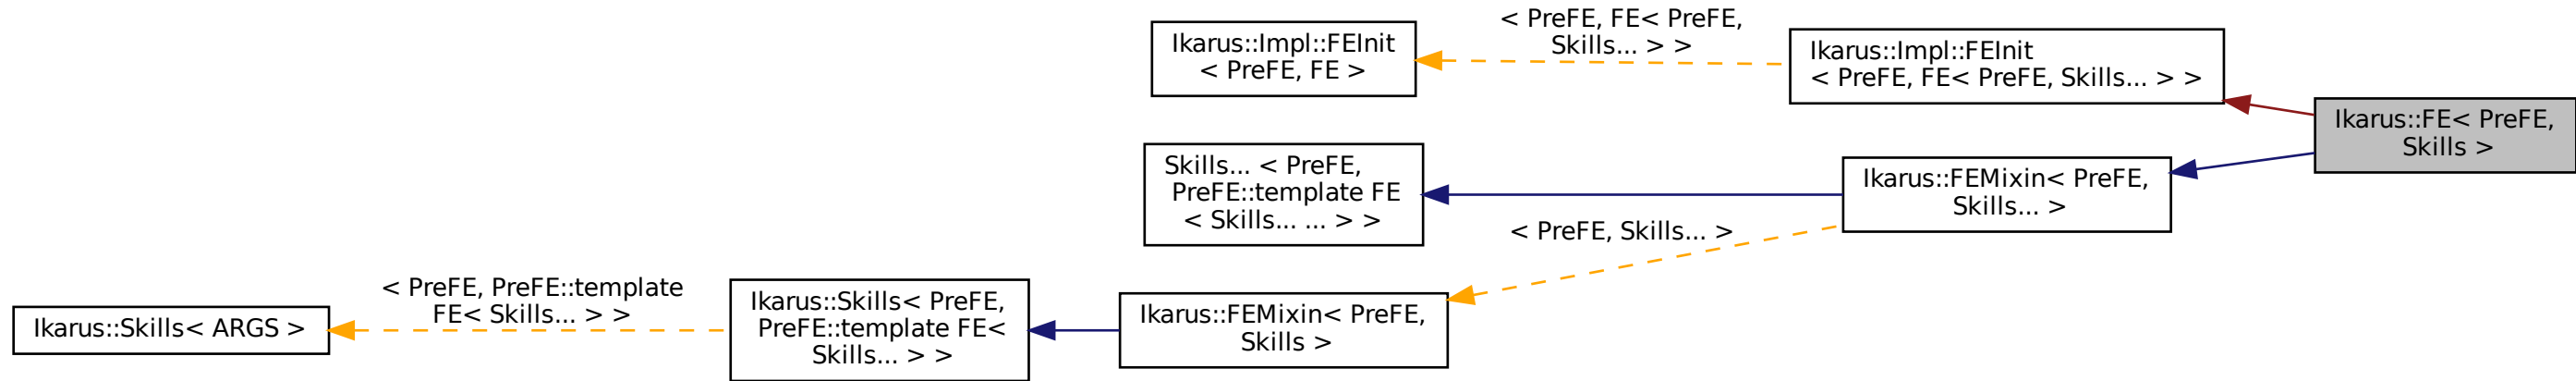 Ikarus::Impl::FEInit
< PreFE, FE >
< PreFE, FE< PreFE,
Skills... > >
Ikarus::Impl::FEInit
< PreFE, FE< PreFE, Skills... > >
Ikarus::FE< PreFE,
Skills >
Skills... < PreFE,
PreFE::template FE
< Skills... ... > >
Ikarus::FEMixin< PreFE,
Skills... >
< PreFE, Skills... >
Ikarus::Skills< ARGS >
< PreFE, PreFE::template
FE< Skills... > >
Ikarus::Skills< PreFE,
PreFE::template FE<
Skills... > >
Ikarus::FEMixin< PreFE,
Skills >